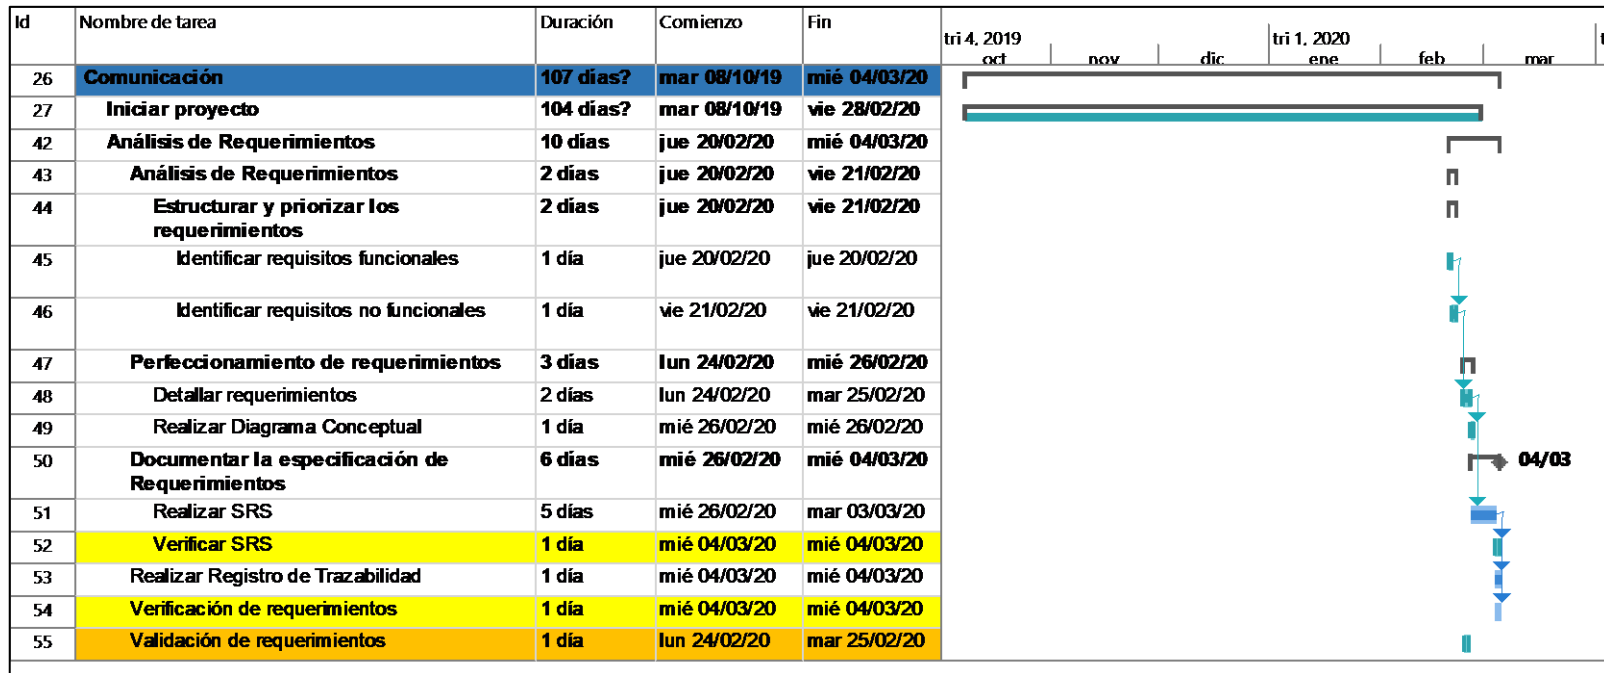 Id Nombre de tarea Duración Comienzo Fin
tri 4, 2019 tri 1, 2020 t
oct nov dic ene feb mar
26 Comunicación 107 días? mar 08/10/19 mié 04/03/20
27 Iniciar proyecto 104 días? mar 08/10/19 vie 28/02/20
42 Análisis de Requerimientos 10 días jue 20/02/20 mié 04/03/20
43 Análisis de Requerimientos 2 días jue 20/02/20 vie 21/02/20
44 Estructurar y priorizar los 2 días jue 20/02/20 vie 21/02/20
requerimientos
45 Identificar requisitos funcionales 1 día jue 20/02/20 jue 20/02/20
46 Identificar requisitos no funcionales 1 día vie 21/02/20 vie 21/02/20
47 Perfeccionamiento de requerimientos 3 días lun 24/02/20 mié 26/02/20
48 Detallar requerimientos 2 días lun 24/02/20 mar 25/02/20
49 Realizar Diagrama Conceptual 1 día mié 26/02/20 mié 26/02/20
50 Documentar la especificación de 6 días mié 26/02/20 mié 04/03/20 04/03
Requerimientos
51 Realizar SRS 5 días mié 26/02/20 mar 03/03/20
52 Verificar SRS 1 día mié 04/03/20 mié 04/03/20
53 Realizar Registro de Trazabilidad 1 día mié 04/03/20 mié 04/03/20
54 Verificación de requerimientos 1 día mié 04/03/20 mié 04/03/20
55 Validación de requerimientos 1 día lun 24/02/20 mar 25/02/20